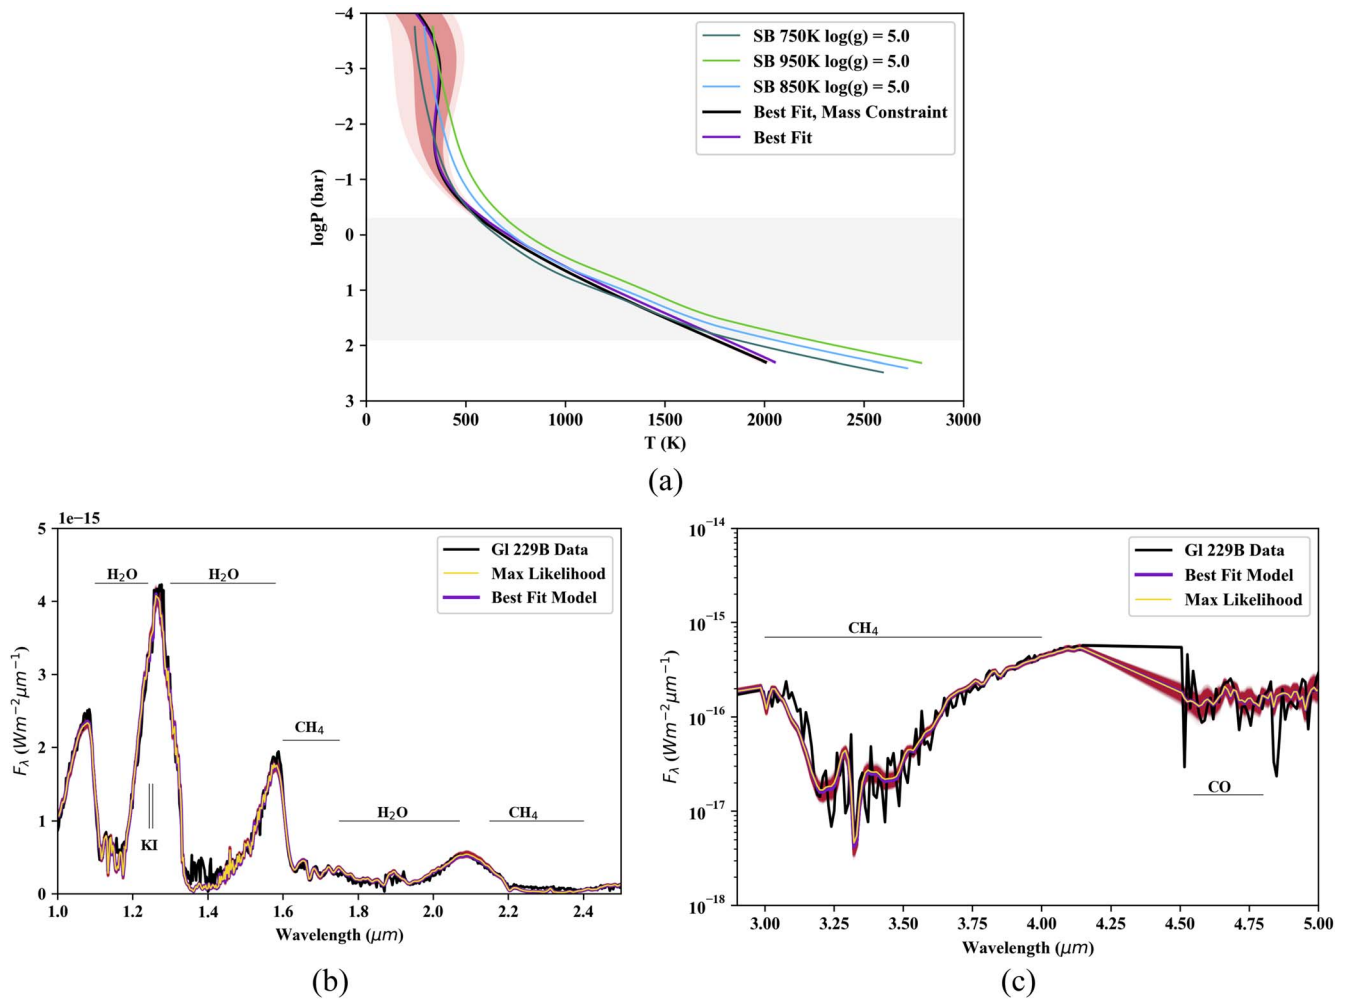 −4
−3
−2
−1
0
1
2
3
logP (bar)
0 500 1000 1500 2000 2500 3000
T (K)
SB 750K log(g) = 5.0
SB 950K log(g) = 5.0
SB 850K log(g) = 5.0
Best Fit, Mass Constraint
Best Fit
(a)
1e−15
5
4
3
2
1
0
F_λ (Wm⁻²μm⁻¹)
Gl 229B Data
Max Likelihood
Best Fit Model
H₂O H₂O
CH₄
KI
H₂O CH₄
1.0 1.2 1.4 1.6 1.8 2.0 2.2 2.4
Wavelength (μm)
(b)
10⁻¹⁴
10⁻¹⁵
10⁻¹⁶
10⁻¹⁷
10⁻¹⁸
F_λ (Wm⁻²μm⁻¹)
Gl 229B Data
Best Fit Model
Max Likelihood
CH₄
CO
3.00 3.25 3.50 3.75 4.00 4.25 4.50 4.75 5.00
Wavelength (μm)
(c)